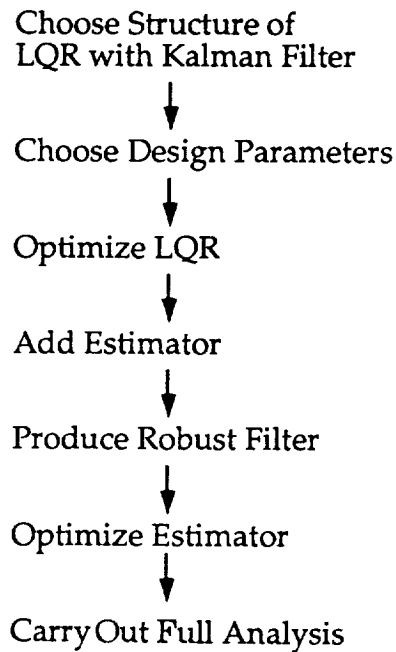 Choose Structure of
LQR with Kalman Filter
Choose Design Parameters
Optimize LQR
Add Estimator
Produce Robust Filter
Optimize Estimator
Carry Out Full Analysis